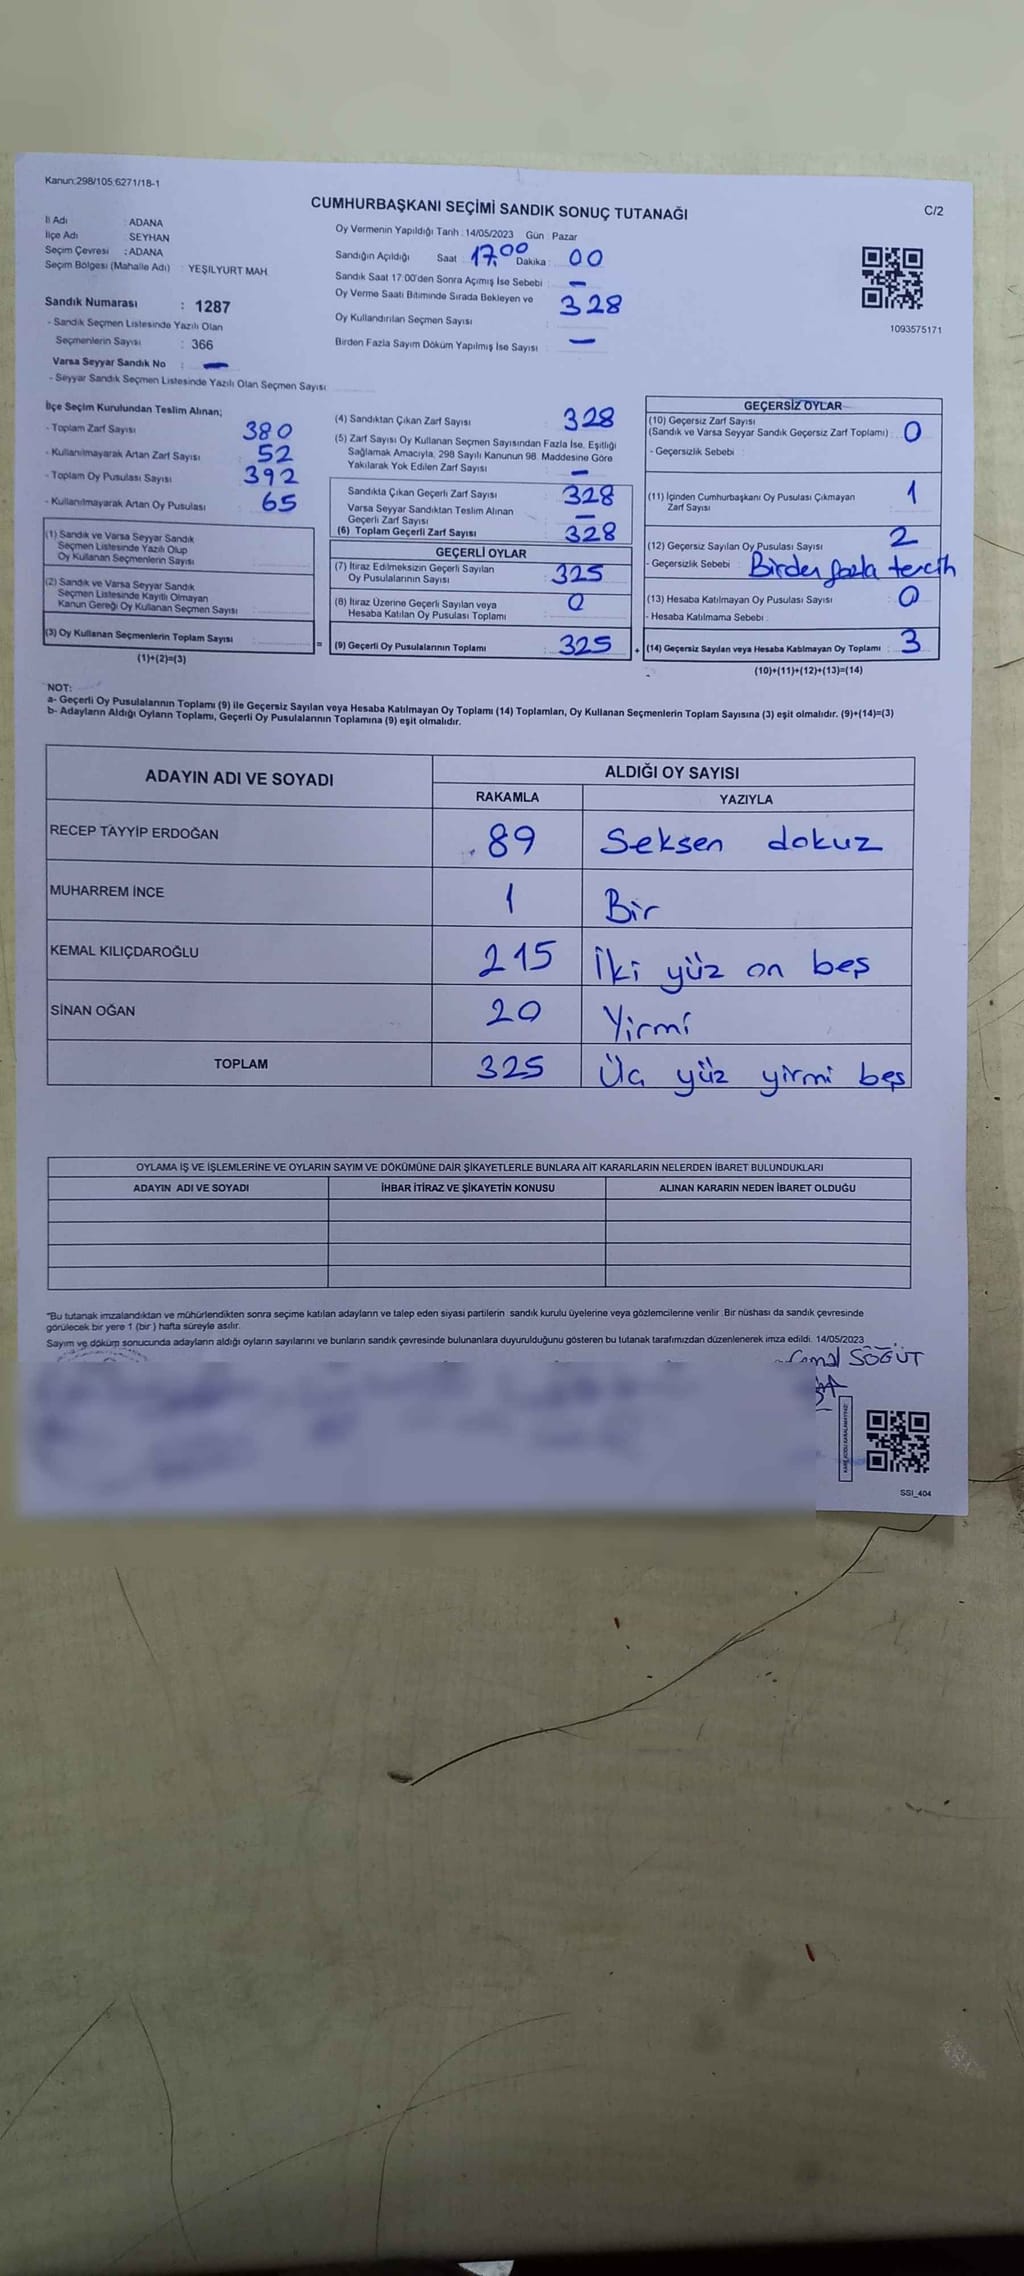 Kanun:298/105,6271/18-1
CUMHURBAŞKANI SEÇİMİ SANDIK SONUÇ TUTANAĞI
C/2
İl Adı : ADANA
İlçe Adı : SEYHAN
Seçim Çevresi : ADANA
Seçim Bölgesi (Mahalle Adı) : YEŞİLYURT MAH.
Sandık Numarası : 1287
- Sandık Seçmen Listesinde Yazılı Olan
Seçmenlerin Sayısı : 366
Varsa Seyyar Sandık No : -
- Seyyar Sandık Seçmen Listesinde Yazılı Olan Seçmen Sayısı
Oy Vermenin Yapıldığı Tarih : 14/05/2023 Gün : Pazar
Sandığın Açıldığı Saat 17,00 Dakika : 00
Sandık Saat 17:00'den Sonra Açımış İse Sebebi : -
Oy Verme Saati Bitiminde Sırada Bekleyen ve 328
Oy Kullandırılan Seçmen Sayısı
Birden Fazla Sayım Döküm Yapılmış İse Sayısı : -
1093575171
İlçe Seçim Kurulundan Teslim Alınan;
- Toplam Zarf Sayısı 380
- Kullanılmayarak Artan Zarf Sayısı 52
- Toplam Oy Pusulası Sayısı 392
- Kullanılmayarak Artan Oy Pusulası 65
(1) Sandık ve Varsa Seyyar Sandık
Seçmen Listesinde Yazılı Olup
Oy Kullanan Seçmenlerin Sayısı
(2) Sandık ve Varsa Seyyar Sandık
Seçmen Listesinde Kayıtlı Olmayan
Kanun Gereği Oy Kullanan Seçmen Sayısı :
(3) Oy Kullanan Seçmenlerin Toplam Sayısı
(1)+(2)=(3)
(4) Sandıktan Çıkan Zarf Sayısı 328
(5) Zarf Sayısı Oy Kullanan Seçmen Sayısından Fazla İse, Eşitliği
Sağlamak Amacıyla, 298 Sayılı Kanunun 98. Maddesine Göre
Yakılarak Yok Edilen Zarf Sayısı -
Sandıkta Çıkan Geçerli Zarf Sayısı : 328
Varsa Seyyar Sandıktan Teslim Alınan -
Geçerli Zarf Sayısı
(6) Toplam Geçerli Zarf Sayısı : 328
GEÇERLİ OYLAR
(7) İtiraz Edilmeksizin Geçerli Sayılan
Oy Pusulalarının Sayısı : 325
(8) İtiraz Üzerine Geçerli Sayılan veya
Hesaba Katılan Oy Pusulası Toplamı : 0
= (9) Geçerli Oy Pusulalarının Toplamı : 325
GEÇERSİZ OYLAR
(10) Geçersiz Zarf Sayısı
(Sandık ve Varsa Seyyar Sandık Geçersiz Zarf Toplamı) : 0
- Geçersizlik Sebebi :
(11) İçinden Cumhurbaşkanı Oy Pusulası Çıkmayan 1
Zarf Sayısı
(12) Geçersiz Sayılan Oy Pusulası Sayısı : 2
- Geçersizlik Sebebi : Birden fazla tercih
(13) Hesaba Katılmayan Oy Pusulası Sayısı : 0
- Hesaba Katılmama Sebebi :
+ (14) Geçersiz Sayılan veya Hesaba Katılmayan Oy Toplamı : 3
(10)+(11)+(12)+(13)=(14)
NOT:
a- Geçerli Oy Pusulalarının Toplamı (9) ile Geçersiz Sayılan veya Hesaba Katılmayan Oy Toplamı (14) Toplamları, Oy Kullanan Seçmenlerin Toplam Sayısına (3) eşit olmalıdır. (9)+(14)=(3)
b- Adayların Aldığı Oyların Toplamı, Geçerli Oy Pusulalarının Toplamına (9) eşit olmalıdır.
ADAYIN ADI VE SOYADI ALDIĞI OY SAYISI
RAKAMLA YAZIYLA
RECEP TAYYİP ERDOĞAN 89 Seksen dokuz
MUHARREM İNCE 1 Bir
KEMAL KILIÇDAROĞLU 215 İki yüz on beş
SİNAN OĞAN 20 Yirmi
TOPLAM 325 Üç yüz yirmi beş
OYLAMA İŞ VE İŞLEMLERİNE VE OYLARIN SAYIM VE DÖKÜMÜNE DAİR ŞİKAYETLERLE BUNLARA AİT KARARLARIN NELERDEN İBARET BULUNDUKLARI
ADAYIN ADI VE SOYADI İHBAR İTİRAZ VE ŞİKAYETİN KONUSU ALINAN KARARIN NEDEN İBARET OLDUĞU
"Bu tutanak imzalandıktan ve mühürlendikten sonra seçime katılan adayların ve talep eden siyasi partilerin sandık kurulu üyelerine veya gözlemcilerine verilir. Bir nüshası da sandık çevresinde
görülecek bir yere 1 (bir) hafta süreyle asılır.
Sayım ve döküm sonucunda adayların aldığı oyların sayılarını ve bunların sandık çevresinde bulunanlara duyurulduğunu gösteren bu tutanak tarafımızdan düzenlenerek imza edildi. 14/05/2023
Cemal SÖĞÜT
SSI_404